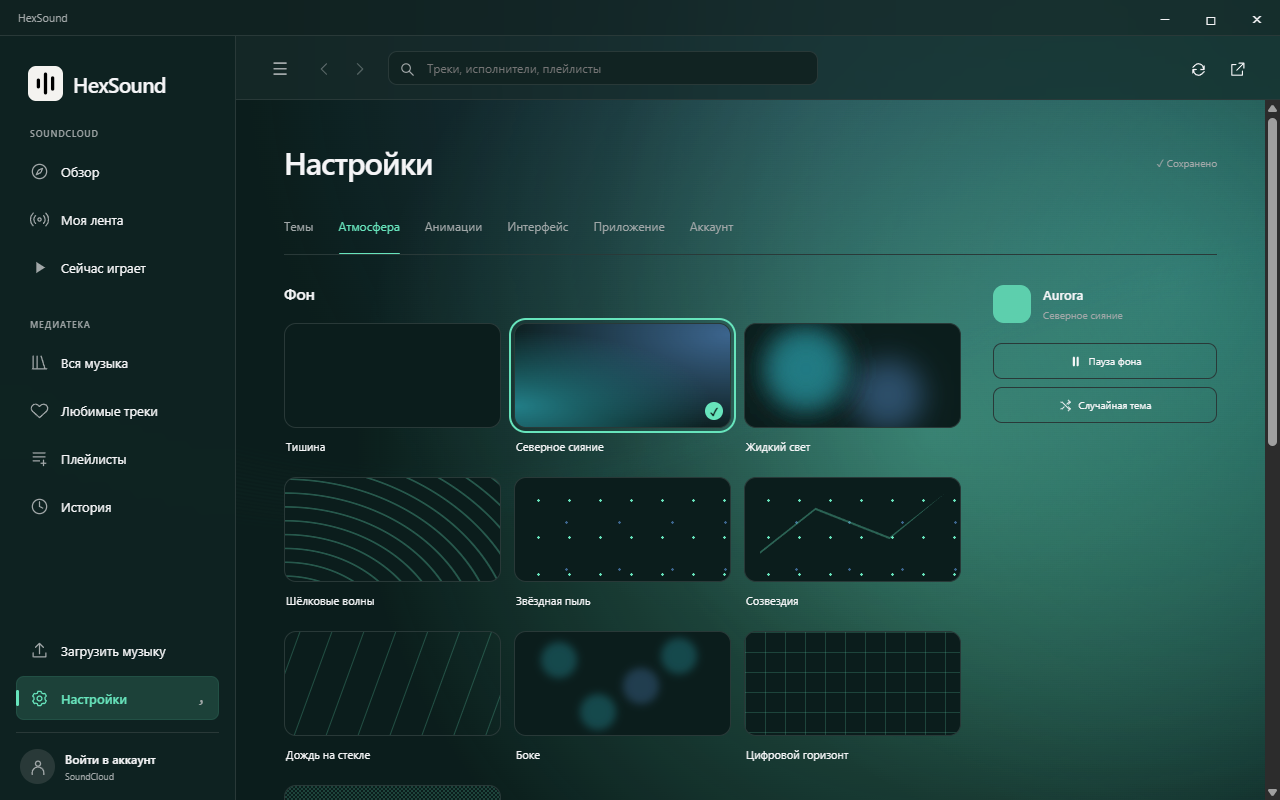 HexSound
HexSound
Треки, исполнители, плейлисты
SOUNDCLOUD
Обзор
Моя лента
Сейчас играет
МЕДИАТЕКА
Вся музыка
Любимые треки
Плейлисты
История
Загрузить музыку
Настройки
,
Войти в аккаунт
SoundCloud
Настройки
✓ Сохранено
Темы Атмосфера Анимации Интерфейс Приложение Аккаунт
Фон
Тишина
Северное сияние
Жидкий свет
Шёлковые волны
Звёздная пыль
Созвездия
Дождь на стекле
Боке
Цифровой горизонт
Aurora
Северное сияние
Пауза фона
Случайная тема